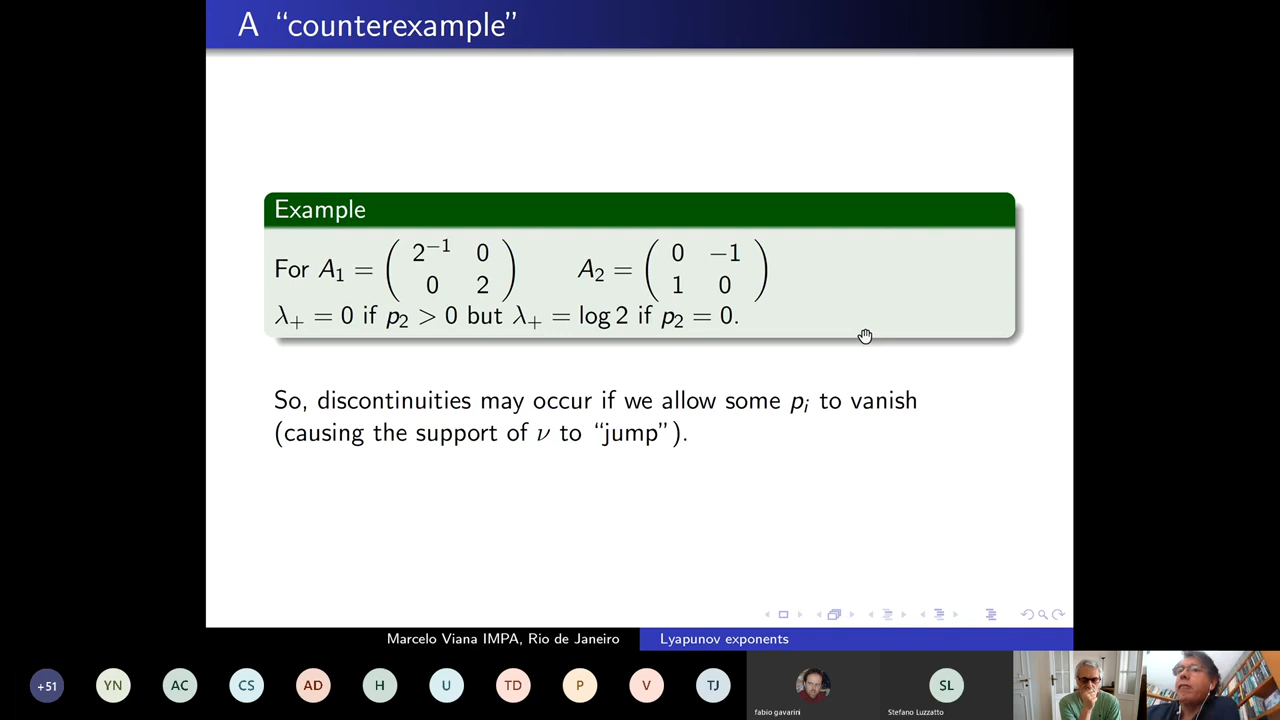 A “counterexample”
Example
For A₁ = ( 2⁻¹ 0 ; 0 2 ) A₂ = ( 0 −1 ; 1 0 )
λ₊ = 0 if p₂ > 0 but λ₊ = log 2 if p₂ = 0.
So, discontinuities may occur if we allow some pᵢ to vanish
(causing the support of ν to “jump”).
Marcelo Viana IMPA, Rio de Janeiro Lyapunov exponents
+51 YN AC CS AD H U TD P V TJ SL
fabio gavarini Stefano Luzzatto